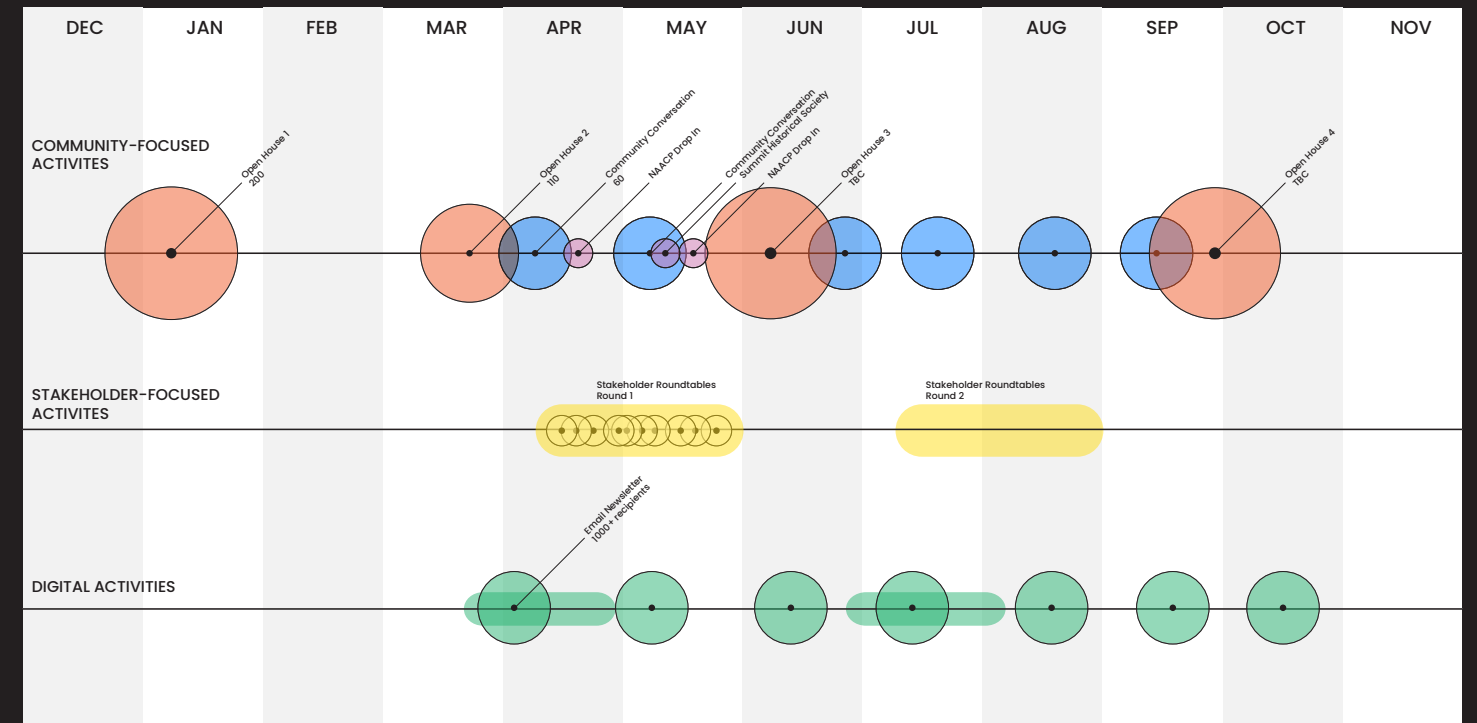 DEC JAN FEB MAR APR MAY JUN JUL AUG SEP OCT NOV
COMMUNITY-FOCUSED
ACTIVITES
Open House 1
200
Open House 2
110
Community Conversation
60
NAACP Drop In
Community Conversation
Summit Historical Society
NAACP Drop In
Open House 3
TBC
Open House 4
TBC
STAKEHOLDER-FOCUSED
ACTIVITES
Stakeholder Roundtables
Round 1
Stakeholder Roundtables
Round 2
Email Newsletter
1000+ recipients
DIGITAL ACTIVITIES